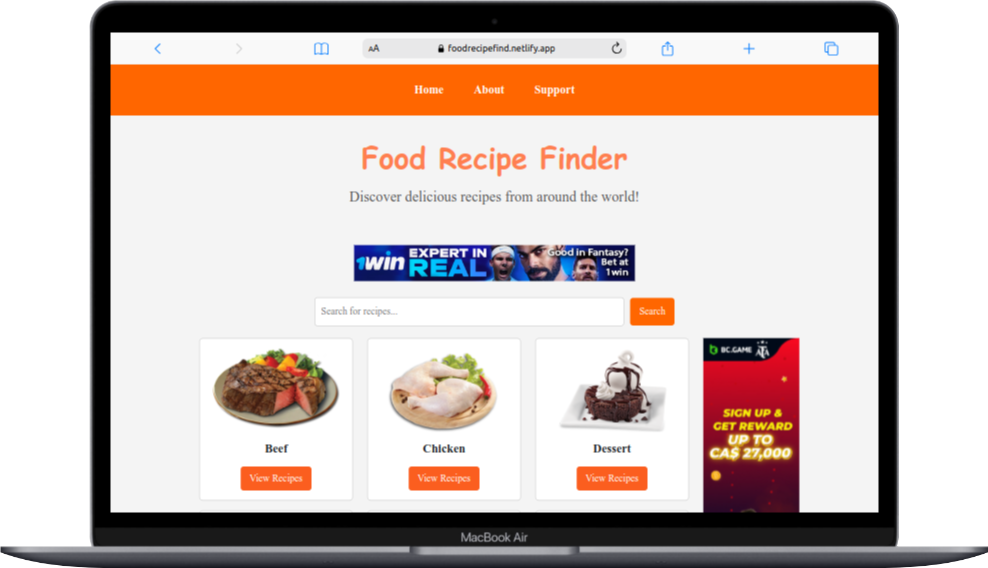 AA foodrecipefind.netlify.app
Home About Support
Food Recipe Finder
Discover delicious recipes from around the world!
1win EXPERT IN REAL
Good in Fantasy?
Bet at
1win
Search for recipes...
Search
BC.GAME
SIGN UP &
GET REWARD
UP TO
CA$ 27,000
Beef
Chicken
Dessert
View Recipes
View Recipes
View Recipes
MacBook Air